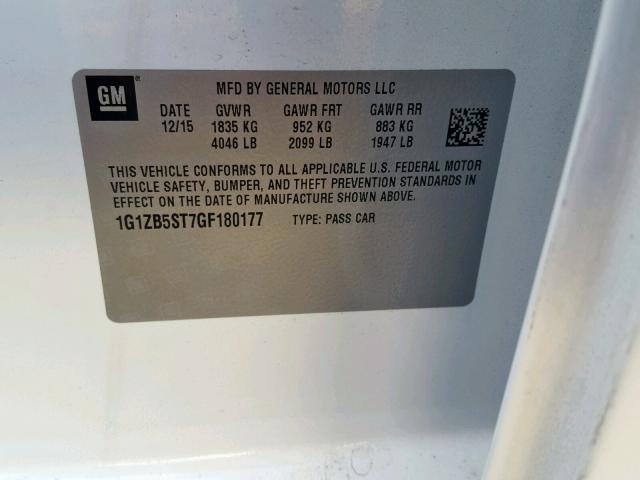 GM
MFD BY GENERAL MOTORS LLC
DATE GVWR GAWR FRT GAWR RR
12/15 1835 KG 952 KG 883 KG
4046 LB 2099 LB 1947 LB
THIS VEHICLE CONFORMS TO ALL APPLICABLE U.S. FEDERAL MOTOR
VEHICLE SAFETY, BUMPER, AND THEFT PREVENTION STANDARDS IN
EFFECT ON THE DATE OF MANUFACTURE SHOWN ABOVE.
1G1ZB5ST7GF180177 TYPE: PASS CAR